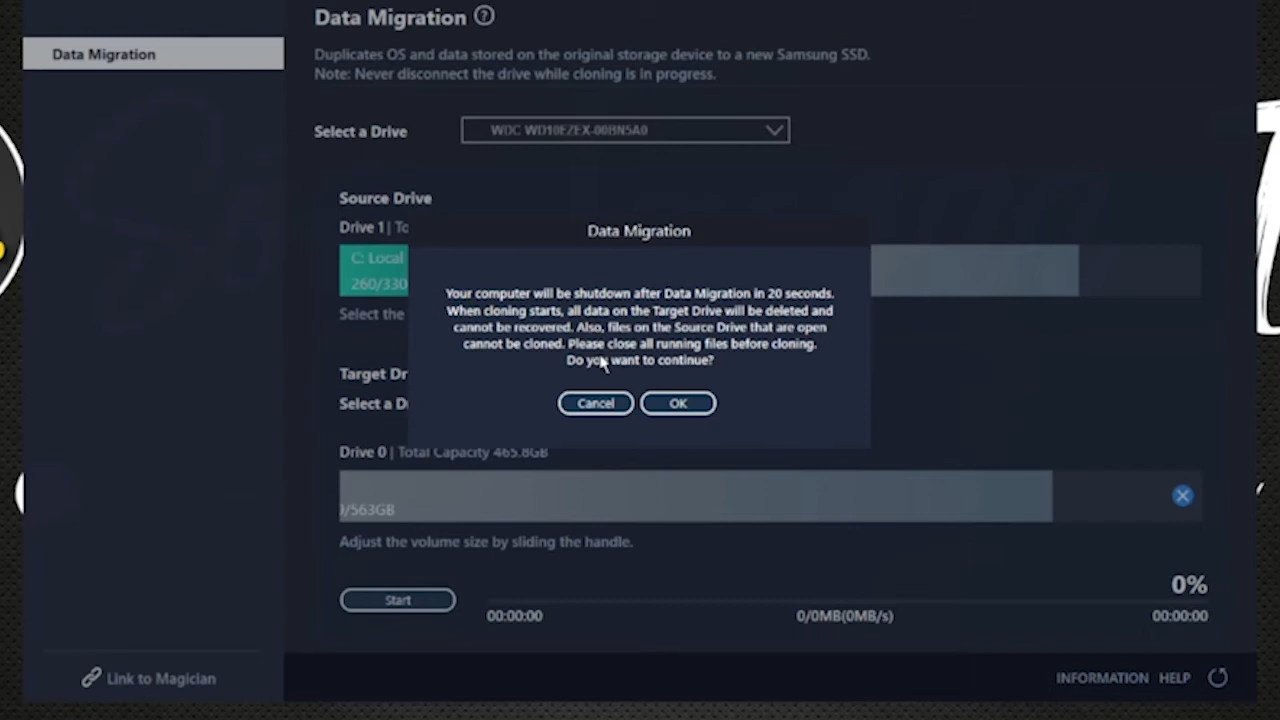 Data Migration ?
Data Migration
Duplicates OS and data stored on the original storage device to a new Samsung SSD.
Note: Never disconnect the drive while cloning is in progress.
Select a Drive
WDC WD10EZEX-00BN5A0
Source Drive
Drive 1 | To
C: Local
260/330
Select the
Data Migration
Your computer will be shutdown after Data Migration in 20 seconds.
When cloning starts, all data on the Target Drive will be deleted and
cannot be recovered. Also, files on the Source Drive that are open
cannot be cloned. Please close all running files before cloning.
Do you want to continue?
Cancel OK
Target Dr
Select a D
Drive 0 | Total Capacity 465.8GB
/563GB
Adjust the volume size by sliding the handle.
0%
Start
00:00:00 0/0MB(0MB/s) 00:00:00
Link to Magician
INFORMATION HELP